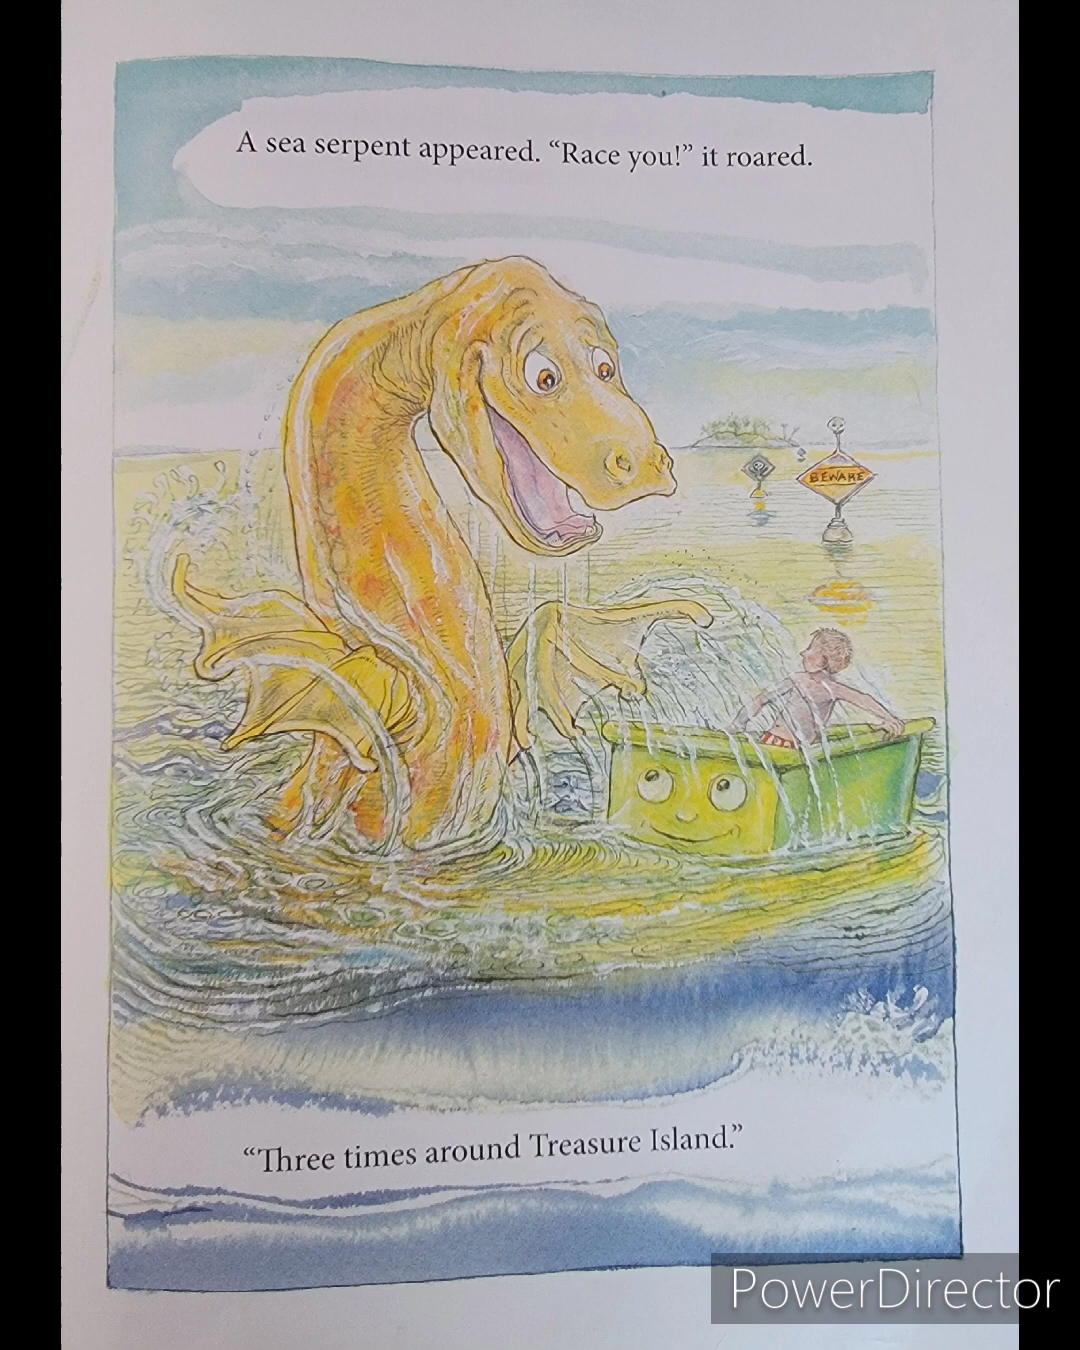 A sea serpent appeared. “Race you!” it roared.
BEWARE
“Three times around Treasure Island.”
PowerDirector